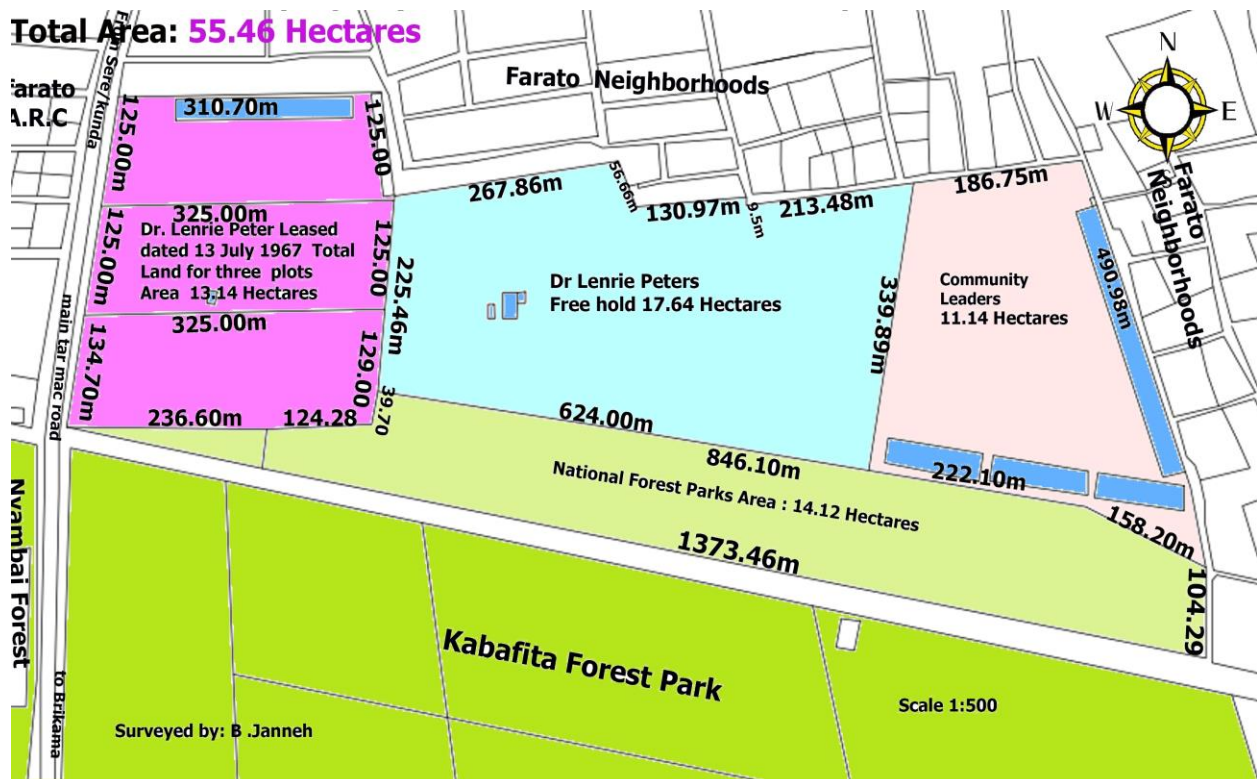 Total Area: 55.46 Hectares
Farato Neighborhoods
N
W
E
Farato
A.R.C
From Sere/kunda
310.70m
125.00m
125.00
Farato
Neighborhoods
267.86m
56.66m
130.97m
9.5m
213.48m
186.75m
325.00m
Dr. Lenrie Peter Leased
dated 13 July 1967 Total
Land for three plots
Area 13.14 Hectares
125.00m
125.00
225.46m
Dr Lenrie Peters
Free hold 17.64 Hectares
339.89m
Community
Leaders
11.14 Hectares
490.98m
325.00m
134.70m
129.00
39.70
main tar mac road
236.60m
124.28
624.00m
846.10m
222.10m
158.20m
104.29
National Forest Parks Area : 14.12 Hectares
1373.46m
Nyambai Forest
Kabafita Forest Park
to Brikama
Surveyed by: B .Janneh
Scale 1:500